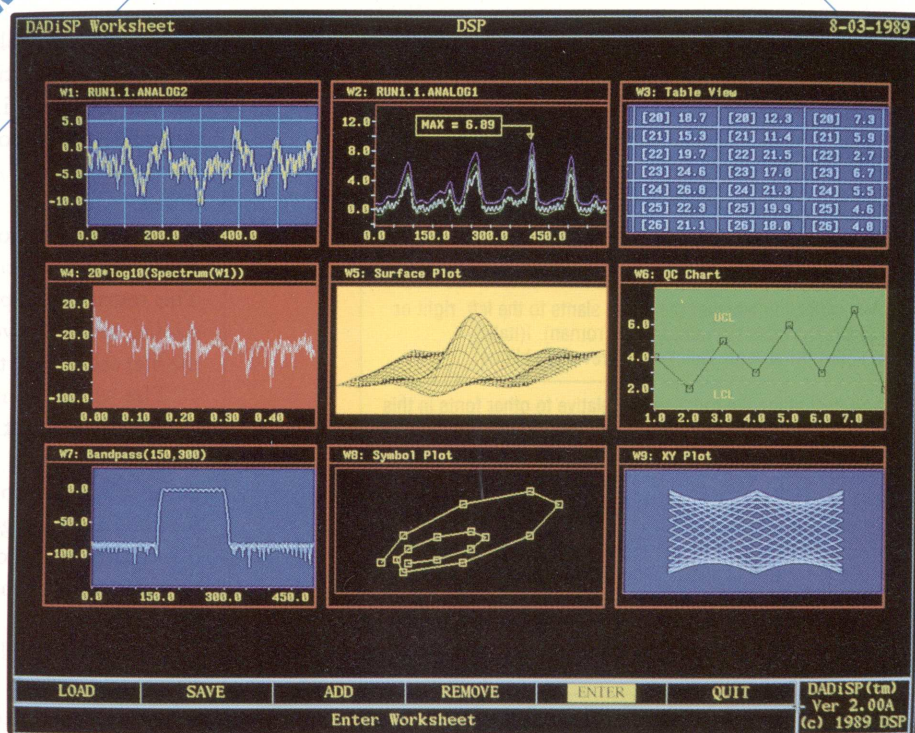 DADiSP Worksheet DSP 8-03-1989
W1: RUN1.1.ANALOG2
5.0
0.0
-5.0
-10.0
0.0 200.0 400.0
W2: RUN1.1.ANALOG1
MAX = 6.89
12.0
8.0
4.0
0.0
0.0 150.0 300.0 450.0
W3: Table View
[20] 18.7 [20] 12.3 [20] 7.3
[21] 15.3 [21] 11.4 [21] 5.9
[22] 19.7 [22] 21.5 [22] 2.7
[23] 24.6 [23] 17.8 [23] 6.7
[24] 26.8 [24] 21.3 [24] 5.5
[25] 22.3 [25] 19.9 [25] 4.6
[26] 21.1 [26] 18.0 [26] 4.8
W4: 20*log10(Spectrum(W1))
20.0
-20.0
-60.0
-100.0
0.00 0.10 0.20 0.30 0.40
W5: Surface Plot
W6: QC Chart
UCL
6.0
4.0
2.0
LCL
1.0 2.0 3.0 4.0 5.0 6.0 7.0
W7: Bandpass(150,300)
0.0
-50.0
-100.0
0.0 150.0 300.0 450.0
W8: Symbol Plot
W9: XY Plot
LOAD SAVE ADD REMOVE ENTER QUIT
Enter Worksheet
DADiSP(tm)
- Ver 2.00A
(c) 1989 DSP